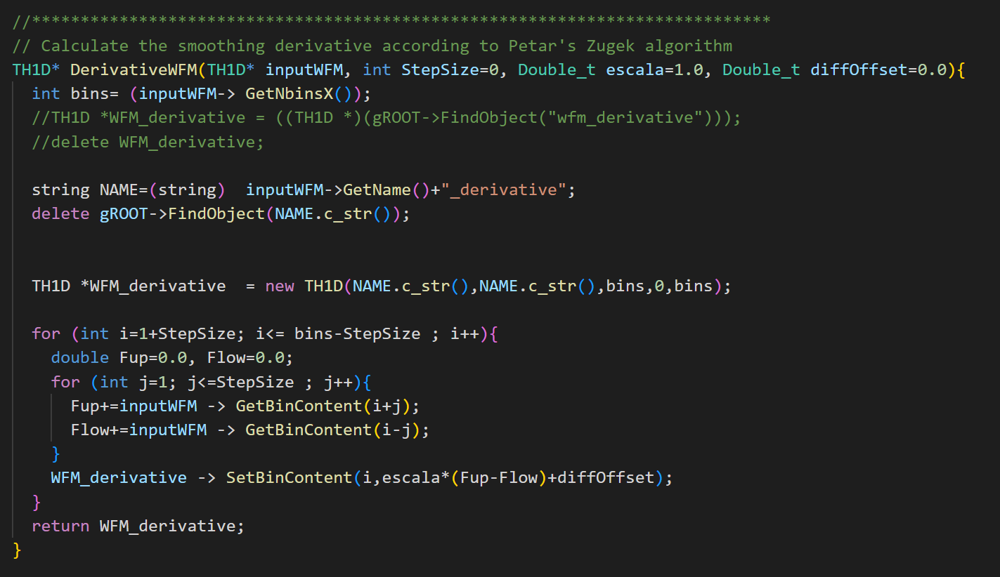 //****************************************************************************
// Calculate the smoothing derivative according to Petar's Zugek algorithm
TH1D* DerivativeWFM(TH1D* inputWFM, int StepSize=0, Double_t escala=1.0, Double_t diffOffset=0.0){
  int bins= (inputWFM-> GetNbinsX());
  //TH1D *WFM_derivative = ((TH1D *)(gROOT->FindObject("wfm_derivative")));
  //delete WFM_derivative;
  string NAME=(string)  inputWFM->GetName()+"_derivative";
  delete gROOT->FindObject(NAME.c_str());
  TH1D *WFM_derivative  = new TH1D(NAME.c_str(),NAME.c_str(),bins,0,bins);
  for (int i=1+StepSize; i<= bins-StepSize ; i++){
    double Fup=0.0, Flow=0.0;
    for (int j=1; j<=StepSize ; j++){
      Fup+=inputWFM -> GetBinContent(i+j);
      Flow+=inputWFM -> GetBinContent(i-j);
    }
    WFM_derivative -> SetBinContent(i,escala*(Fup-Flow)+diffOffset);
  }
  return WFM_derivative;
}